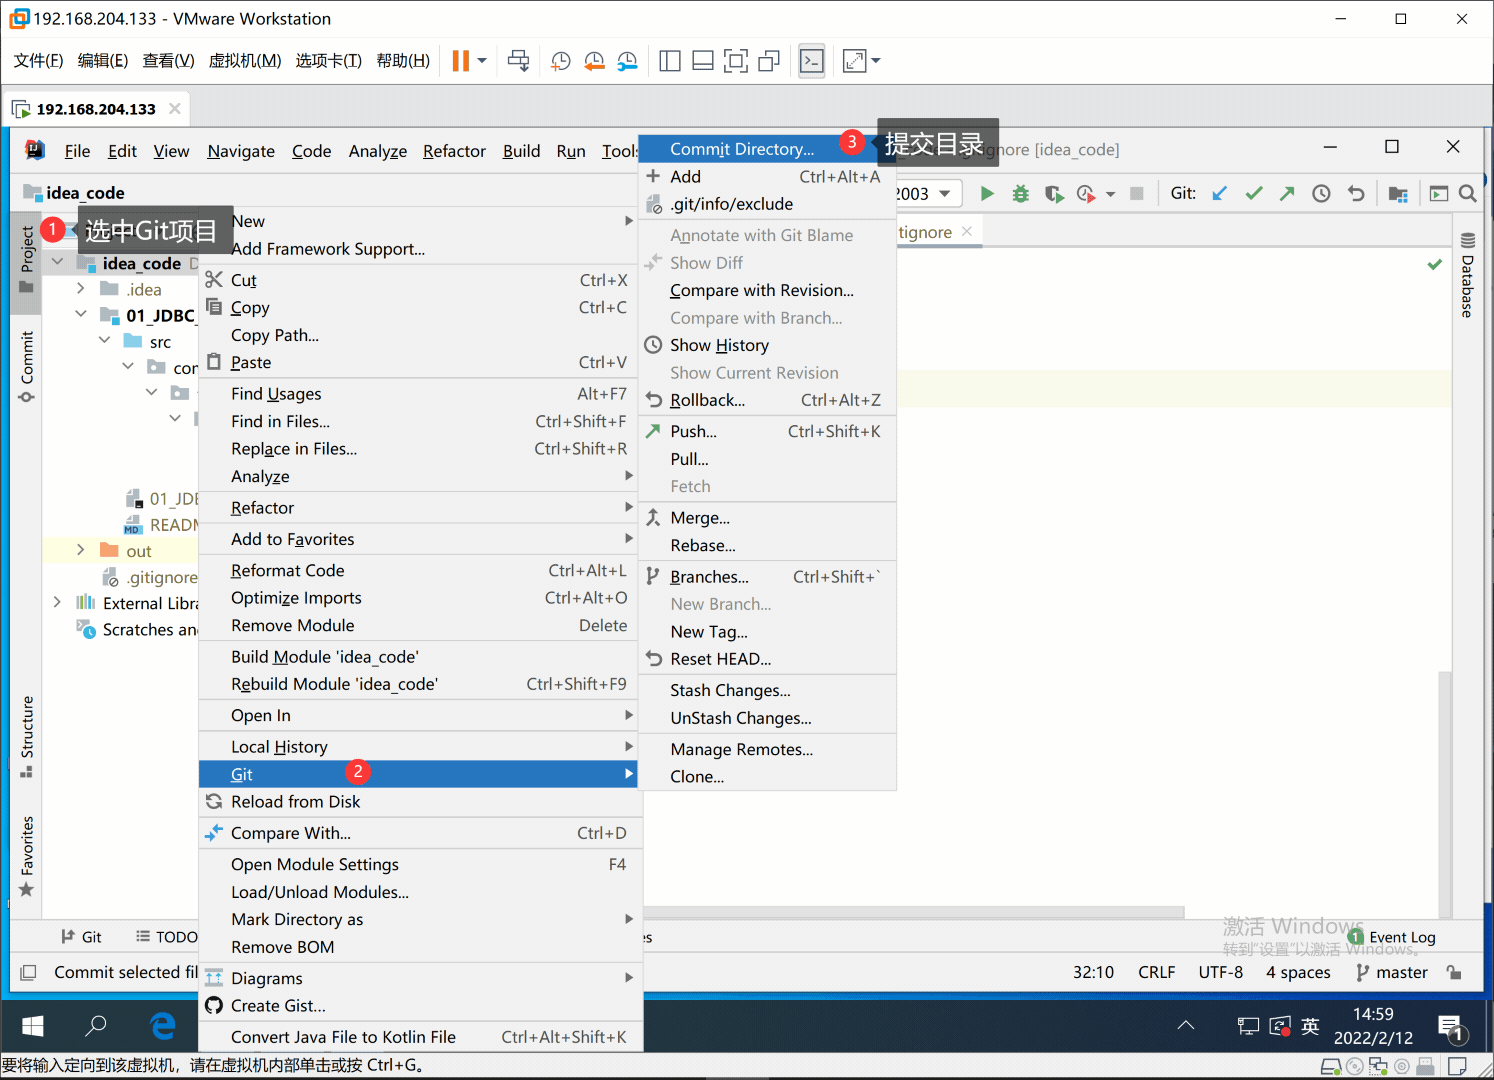 192.168.204.133 - VMware Workstation
文件(F) 编辑(E) 查看(V) 虚拟机(M) 选项卡(T) 帮助(H)
192.168.204.133
File Edit View Navigate Code Analyze Refactor Build Run Tools
gnore [idea_code]
idea_code
2003
Git:
tignore
1
选中Git项目
2
3
提交目录
Project
Commit
Structure
Favorites
Database
idea_code
.idea
01_JDBC_
src
con
01_JDB
READM
MD
out
.gitignore
External Libra
Scratches an
New
Add Framework Support...
Cut Ctrl+X
Copy Ctrl+C
Copy Path...
Paste Ctrl+V
Find Usages Alt+F7
Find in Files... Ctrl+Shift+F
Replace in Files... Ctrl+Shift+R
Analyze
Refactor
Add to Favorites
Reformat Code Ctrl+Alt+L
Optimize Imports Ctrl+Alt+O
Remove Module Delete
Build Module 'idea_code'
Rebuild Module 'idea_code' Ctrl+Shift+F9
Open In
Local History
Git
Reload from Disk
Compare With... Ctrl+D
Open Module Settings F4
Load/Unload Modules...
Mark Directory as
Remove BOM
Diagrams
Create Gist...
Convert Java File to Kotlin File Ctrl+Alt+Shift+K
Commit Directory...
Add Ctrl+Alt+A
.git/info/exclude
Annotate with Git Blame
Show Diff
Compare with Revision...
Compare with Branch...
Show History
Show Current Revision
Rollback... Ctrl+Alt+Z
Push... Ctrl+Shift+K
Pull...
Fetch
Merge...
Rebase...
Branches... Ctrl+Shift+`
New Branch...
New Tag...
Reset HEAD...
Stash Changes...
UnStash Changes...
Manage Remotes...
Clone...
激活 Windows
转到"设置"以激活 Windows。
Git TODO
es
1 Event Log
Commit selected fil
32:10 CRLF UTF-8 4 spaces master
英
14:59
2022/2/12
1
要将输入定向到该虚拟机，请在虚拟机内部单击或按 Ctrl+G。